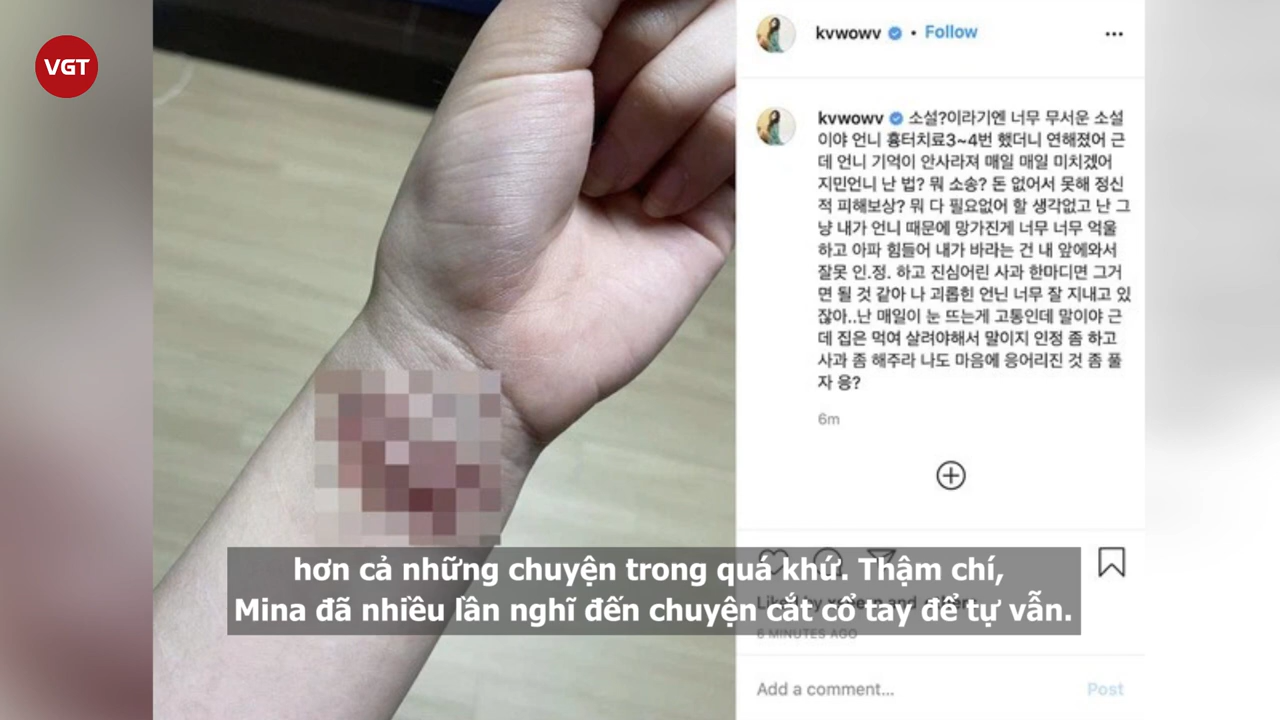 VGT
kvwowv • Follow
kvwowv 소설?이라기엔 너무 무서운 소설
이야 언니 흉터치료3~4번 했더니 연해졌어 근
데 언니 기억이 안사라져 매일 매일 미치겠어
지민언니 난 법? 뭐 소송? 돈 없어서 못해 정신
적 피해보상? 뭐 다 필요없어 할 생각없고 난 그
냥 내가 언니 때문에 망가진게 너무 너무 억울
하고 아파 힘들어 내가 바라는 건 내 앞에와서
잘못 인.정. 하고 진심어린 사과 한마디면 그거
면 될 것 같아 나 괴롭힌 언닌 너무 잘 지내고 있
잖아..난 매일이 눈 뜨는게 고통인데 말이야 근
데 집은 먹여 살려야해서 말이지 인정 좀 하고
사과 좀 해주라 나도 마음에 응어리진 것 좀 풀
자 응?
6m
hơn cả những chuyện trong quá khứ. Thậm chí,
Mina đã nhiều lần nghĩ đến chuyện cắt cổ tay để tự vẫn.
Liked by and
6 MINUTES AGO
Add a comment...
Post